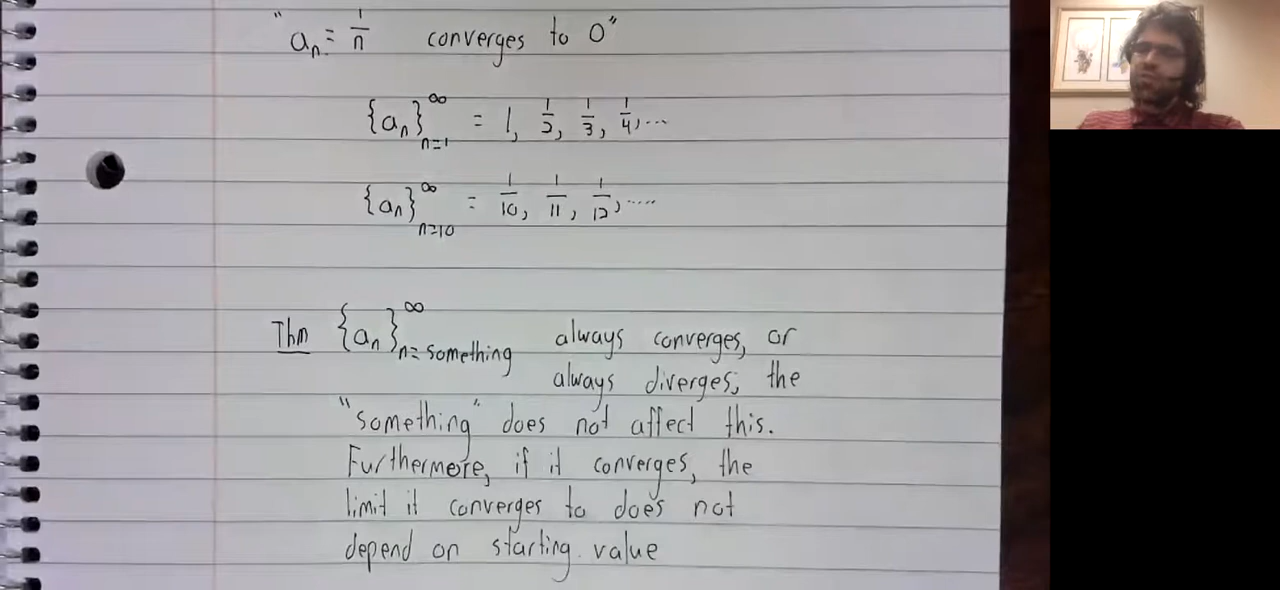 "aₙ = 1/n converges to 0"
{aₙ}_{n=1}^∞ = 1, 1/2, 1/3, 1/4, ...
{aₙ}_{n=10}^∞ = 1/10, 1/11, 1/12, .....
Thm {aₙ}_{n=something}^∞ always converges, or
always diverges; the
"something" does not affect this.
Furthermore, if it converges, the
limit it converges to does not
depend on starting value